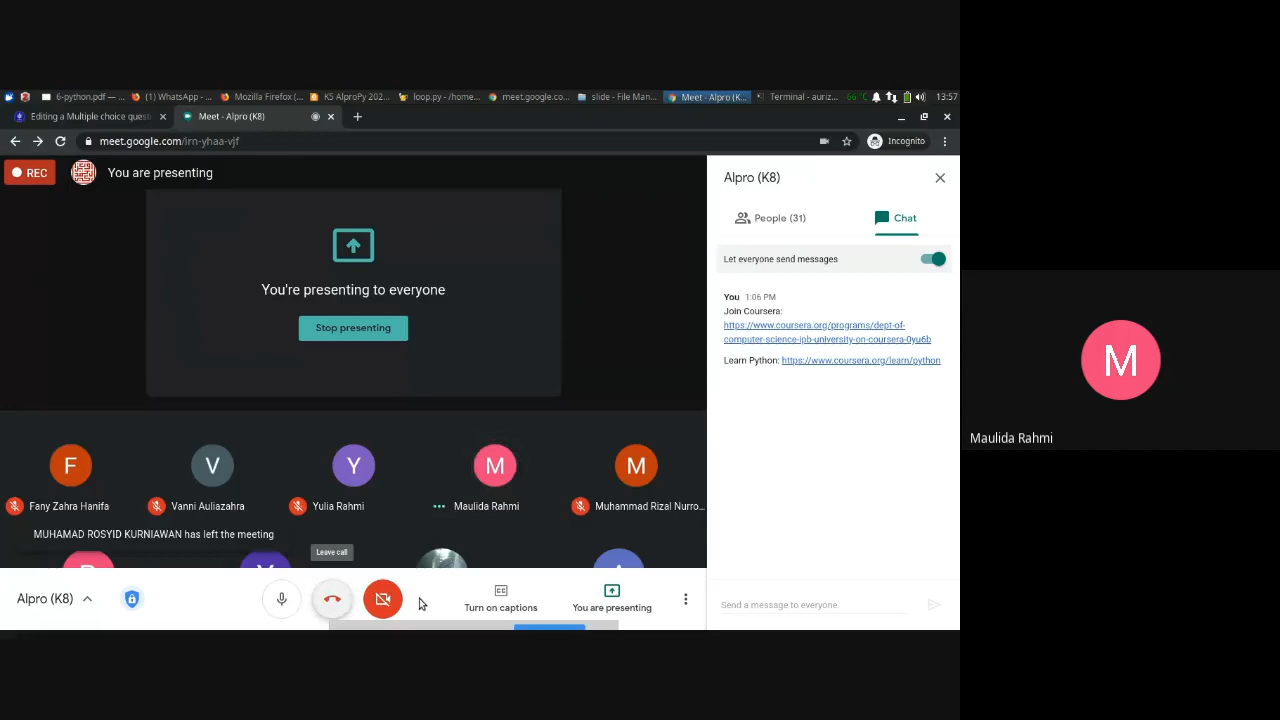 6-python.pdf — ...
(1) WhatsApp - ...
Mozilla Firefox (...
K5 AlproPy 202...
loop.py - /home...
meet.google.co...
slide - File Man...
Meet - Alpro (K...
Terminal - auriz...
66 °C
13:57
Editing a Multiple choice quest
Meet - Alpro (K8)
meet.google.com/irn-yhaa-vjf
Incognito
REC
You are presenting
You're presenting to everyone
Stop presenting
F
V
Y
M
M
Fany Zahra Hanifa
Vanni Auliazahra
Yulia Rahmi
Maulida Rahmi
Muhammad Rizal Nurro...
MUHAMAD ROSYID KURNIAWAN has left the meeting
Leave call
Alpro (K8)
Turn on captions
You are presenting
Alpro (K8)
People (31)
Chat
Let everyone send messages
You 1:06 PM
Join Coursera:
https://www.coursera.org/programs/dept-of-
computer-science-ipb-university-on-coursera-0yu6b
Learn Python: https://www.coursera.org/learn/python
Send a message to everyone
M
Maulida Rahmi